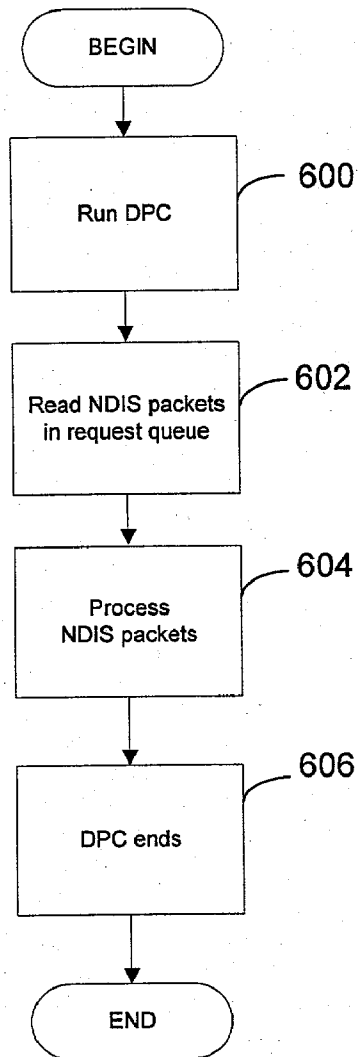 BEGIN
Run DPC
600
Read NDIS packets
in request queue
602
Process
NDIS packets
604
DPC ends
606
END